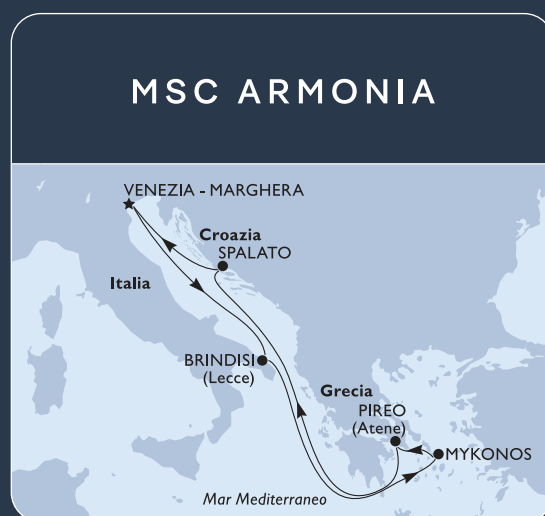 MSC ARMONIA
VENEZIA - MARGHERA
Croazia
SPALATO
Italia
BRINDISI
(Lecce)
Grecia
PIREO
(Atene)
MYKONOS
Mar Mediterraneo